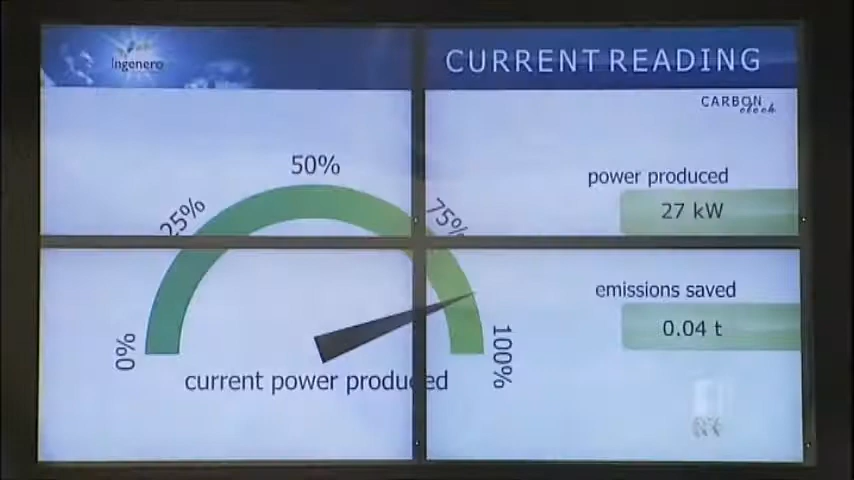 Ingenero
CURRENT READING
CARBON
clock
50%
25%
75%
0%
100%
current power produced
power produced
27 kW
emissions saved
0.04 t